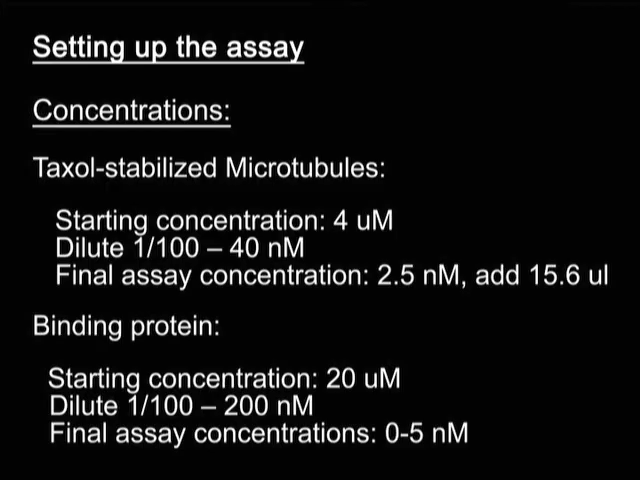 Setting up the assay
Concentrations:
Taxol-stabilized Microtubules:
Starting concentration: 4 uM
Dilute 1/100 – 40 nM
Final assay concentration: 2.5 nM, add 15.6 ul
Binding protein:
Starting concentration: 20 uM
Dilute 1/100 – 200 nM
Final assay concentrations: 0-5 nM